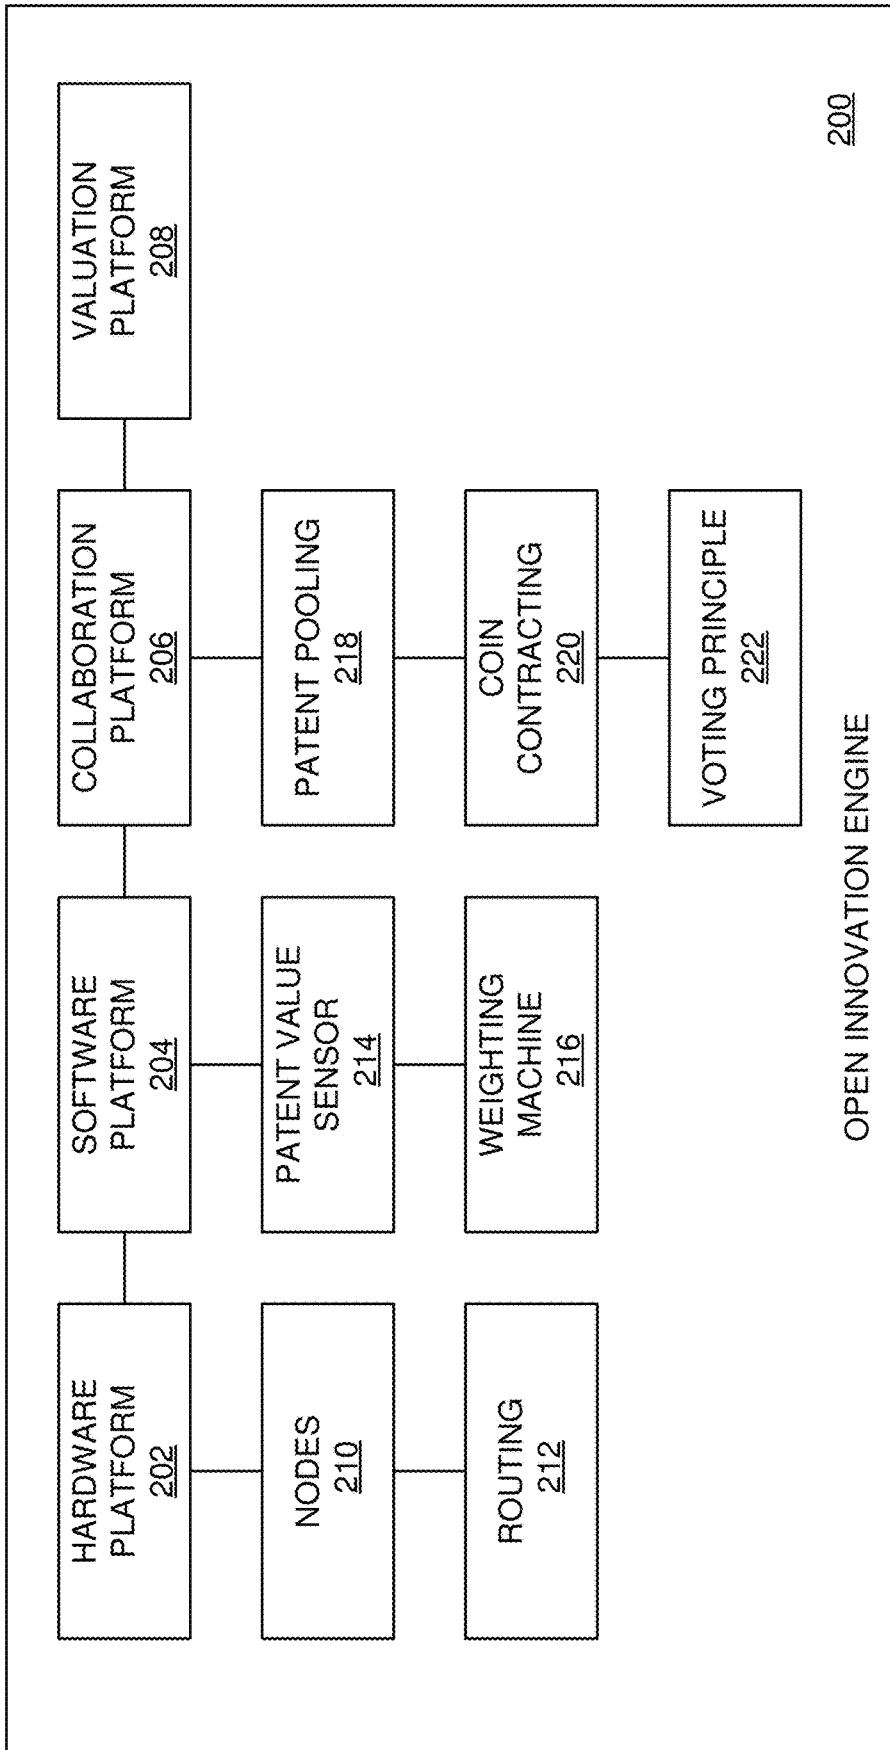 HARDWARE
PLATFORM
202
SOFTWARE
PLATFORM
204
COLLABORATION
PLATFORM
206
VALUATION
PLATFORM
208
NODES
210
PATENT VALUE
SENSOR
214
PATENT POOLING
218
ROUTING
212
WEIGHTING
MACHINE
216
COIN
CONTRACTING
220
VOTING PRINCIPLE
222
OPEN INNOVATION ENGINE
200